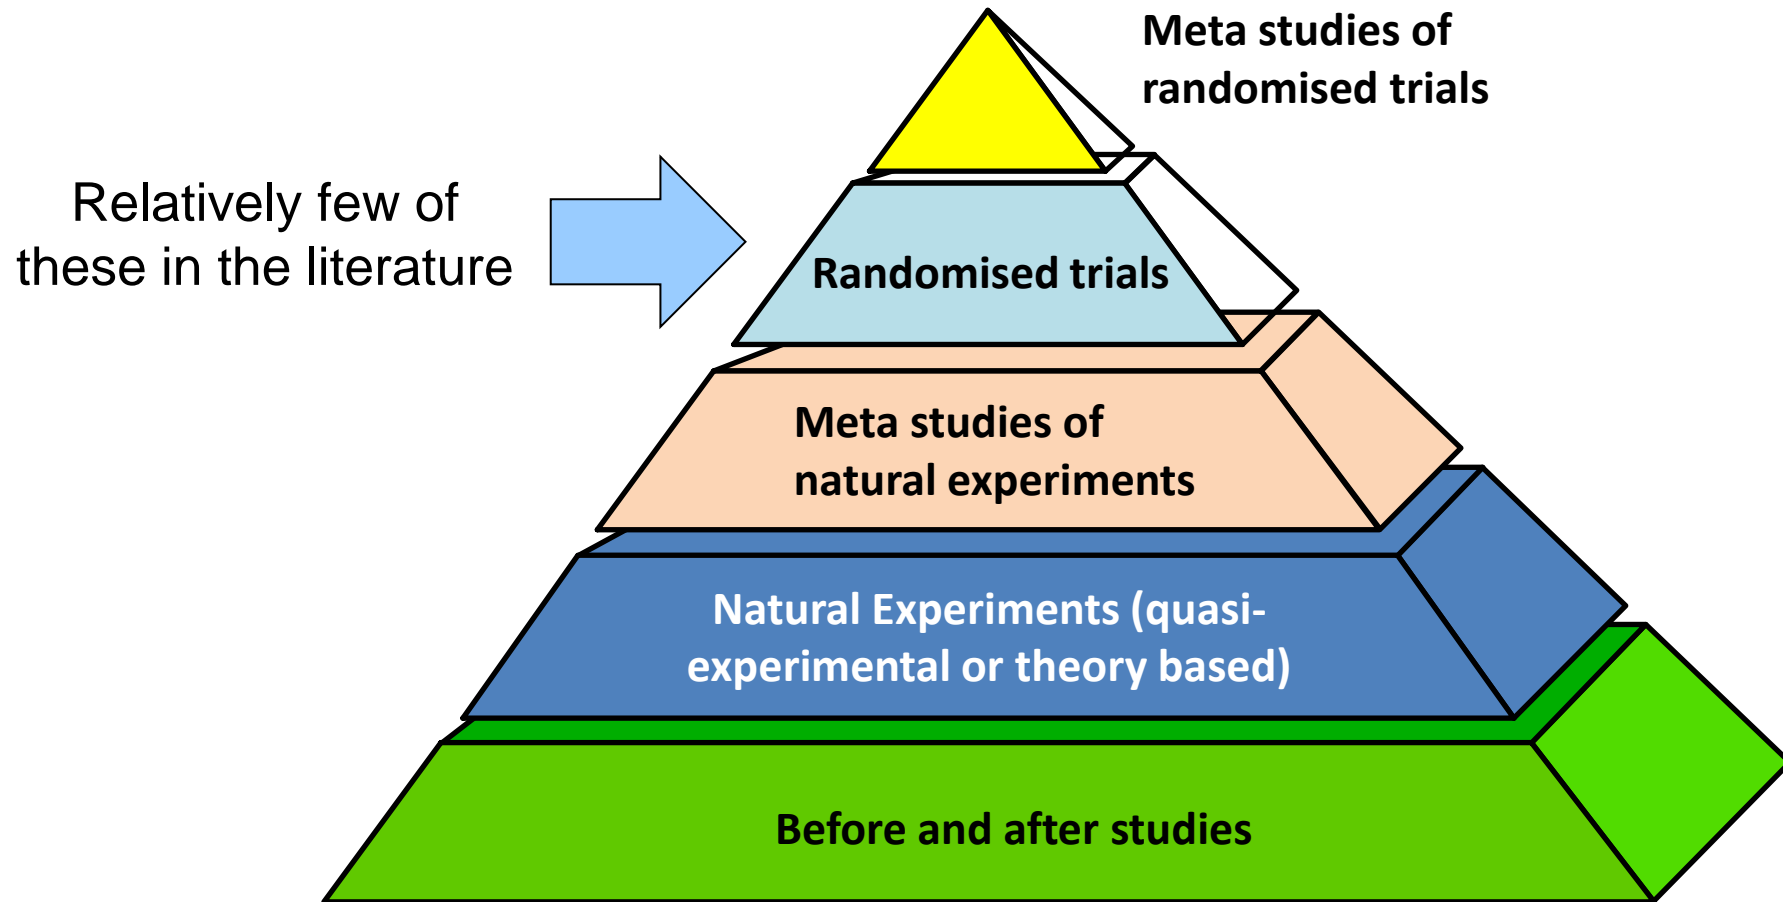 Meta studies of
randomised trials
Relatively few of
these in the literature
Randomised trials
Meta studies of
natural experiments
Natural Experiments (quasi-
experimental or theory based)
Before and after studies